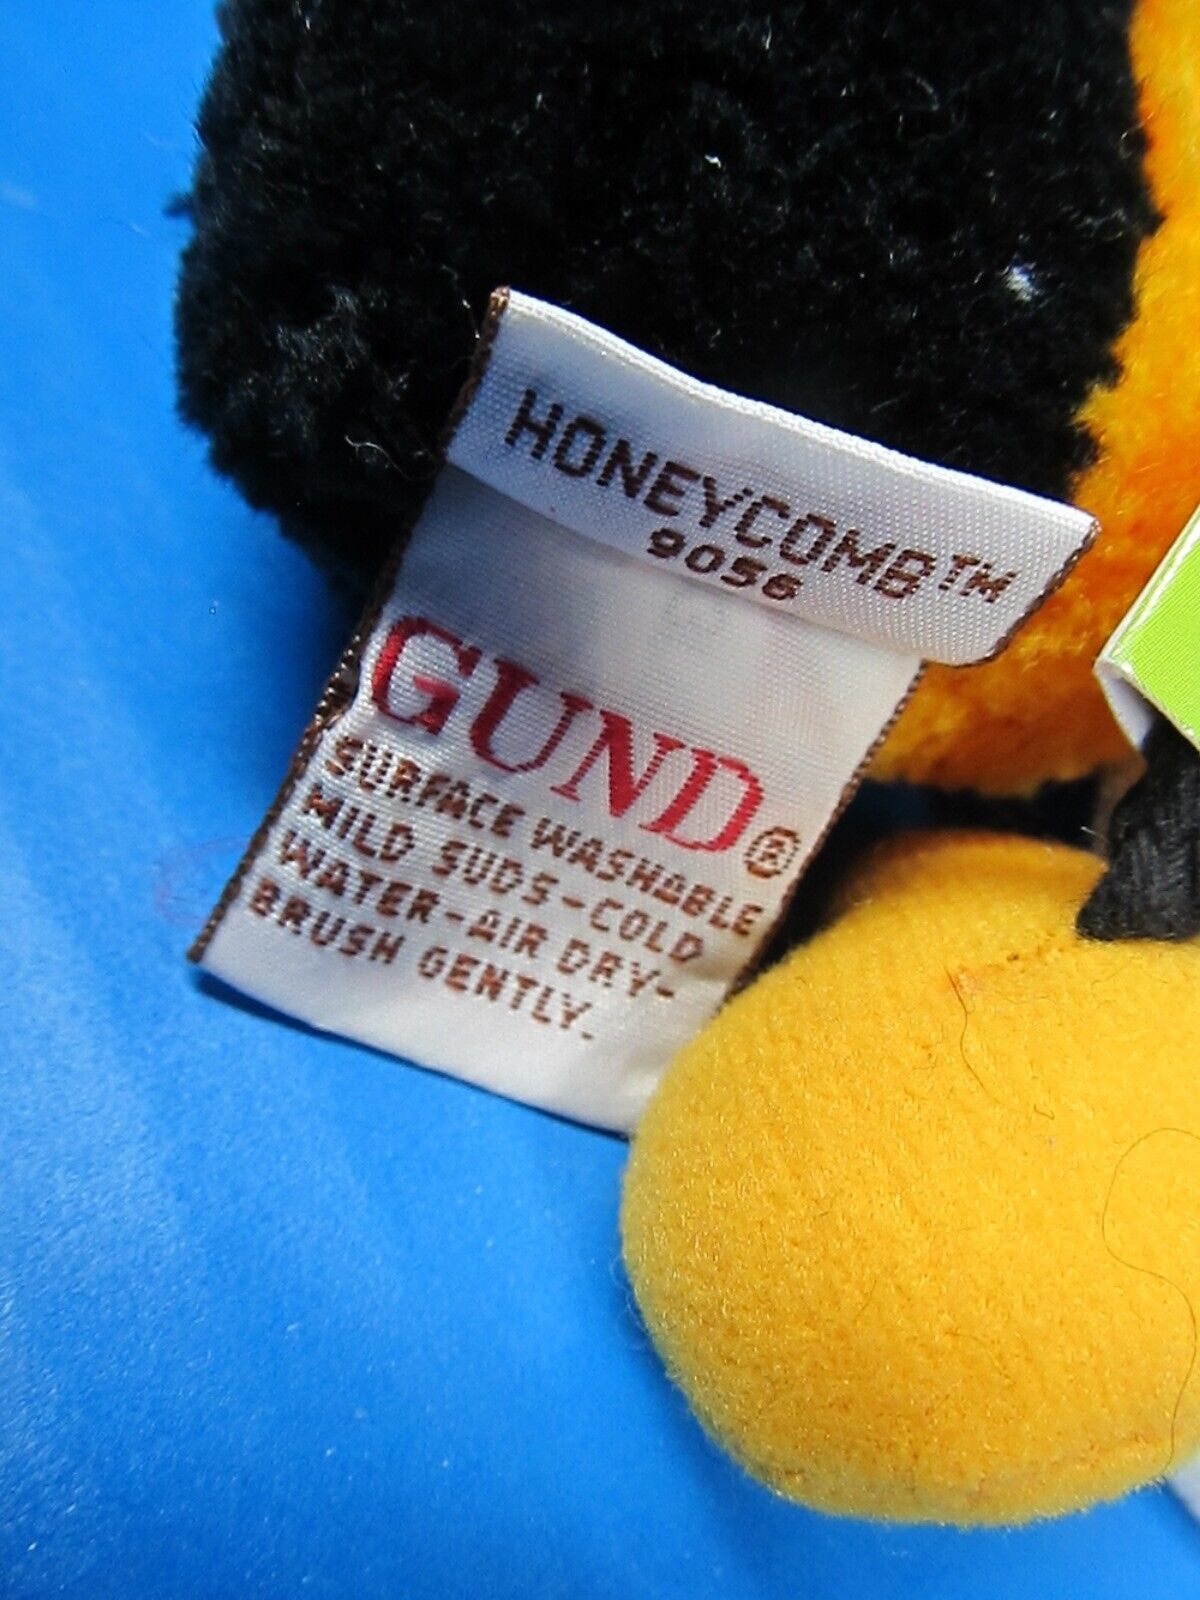 HONEYCOMB™
9056
GUND®
SURFACE WASHABLE
MILD SUDS-COLD
WATER-AIR DRY-
BRUSH GENTLY.